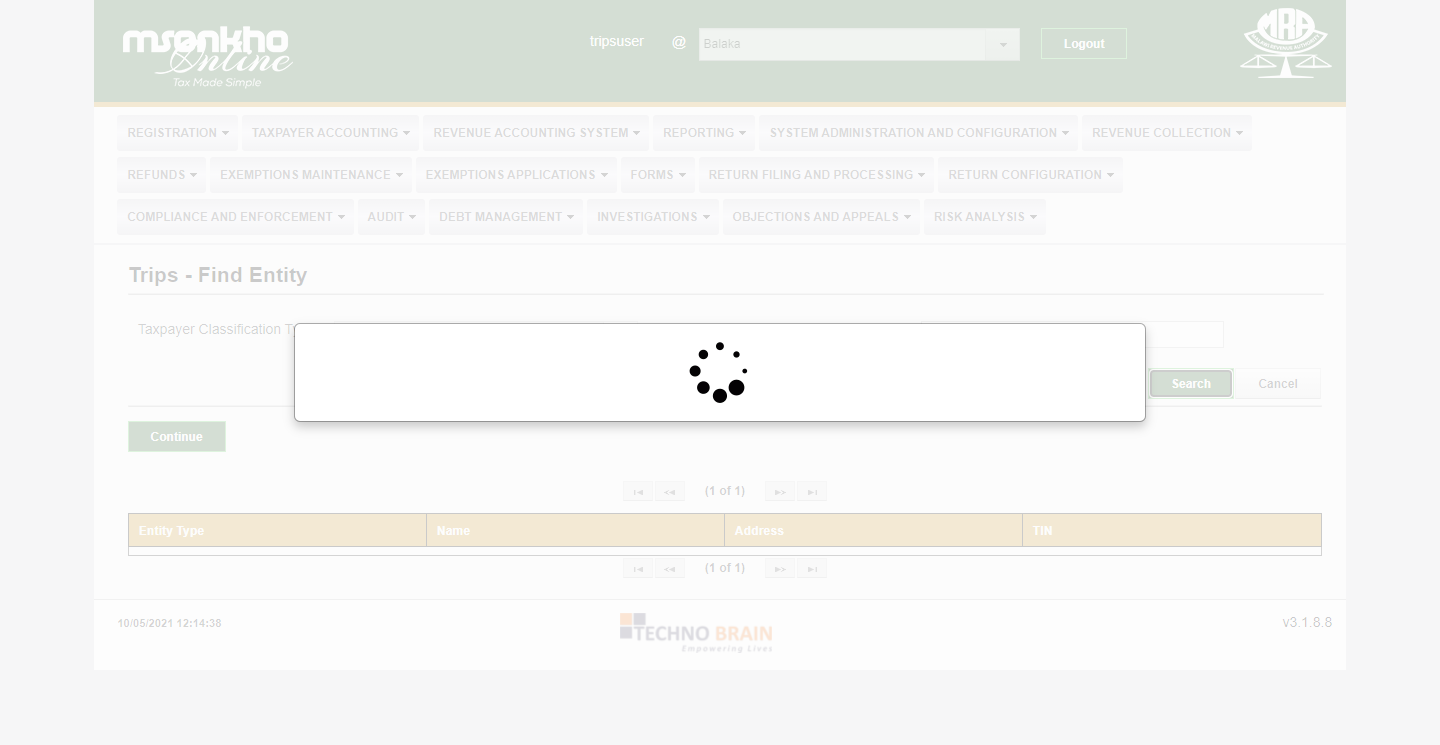 msonkho
Online
Tax Made Simple
tripsuser @ Balaka Logout
MRA
MALAWI REVENUE AUTHORITY
REGISTRATION TAXPAYER ACCOUNTING REVENUE ACCOUNTING SYSTEM REPORTING SYSTEM ADMINISTRATION AND CONFIGURATION REVENUE COLLECTION
REFUNDS EXEMPTIONS MAINTENANCE EXEMPTIONS APPLICATIONS FORMS RETURN FILING AND PROCESSING RETURN CONFIGURATION
COMPLIANCE AND ENFORCEMENT AUDIT DEBT MANAGEMENT INVESTIGATIONS OBJECTIONS AND APPEALS RISK ANALYSIS
Trips - Find Entity
Taxpayer Classification
Search Cancel
Continue
(1 of 1)
Entity Type Name Address TIN
(1 of 1)
10/05/2021 12:14:38 TECHNO BRAIN v3.1.8.8
Empowering Lives